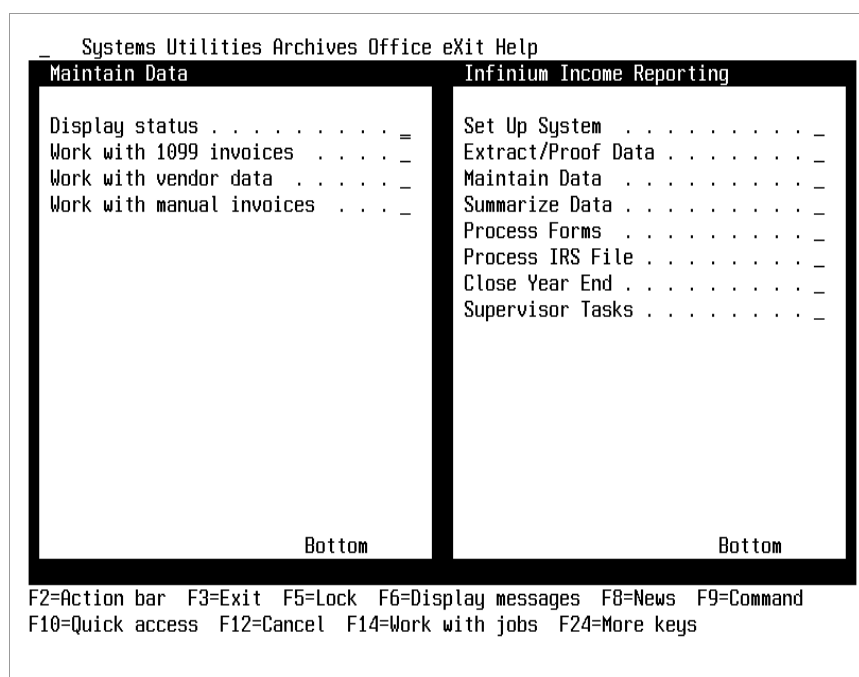 _ Systems Utilities Archives Office eXit Help
Maintain Data
Display status . . . . . . . . . _
Work with 1099 invoices . . . . _
Work with vendor data . . . . . _
Work with manual invoices . . . _
Bottom
Infinium Income Reporting
Set Up System . . . . . . . . . _
Extract/Proof Data . . . . . . . _
Maintain Data . . . . . . . . . _
Summarize Data . . . . . . . . . _
Process Forms . . . . . . . . . _
Process IRS File . . . . . . . . _
Close Year End . . . . . . . . . _
Supervisor Tasks . . . . . . . . _
Bottom
F2=Action bar F3=Exit F5=Lock F6=Display messages F8=News F9=Command
F10=Quick access F12=Cancel F14=Work with jobs F24=More keys